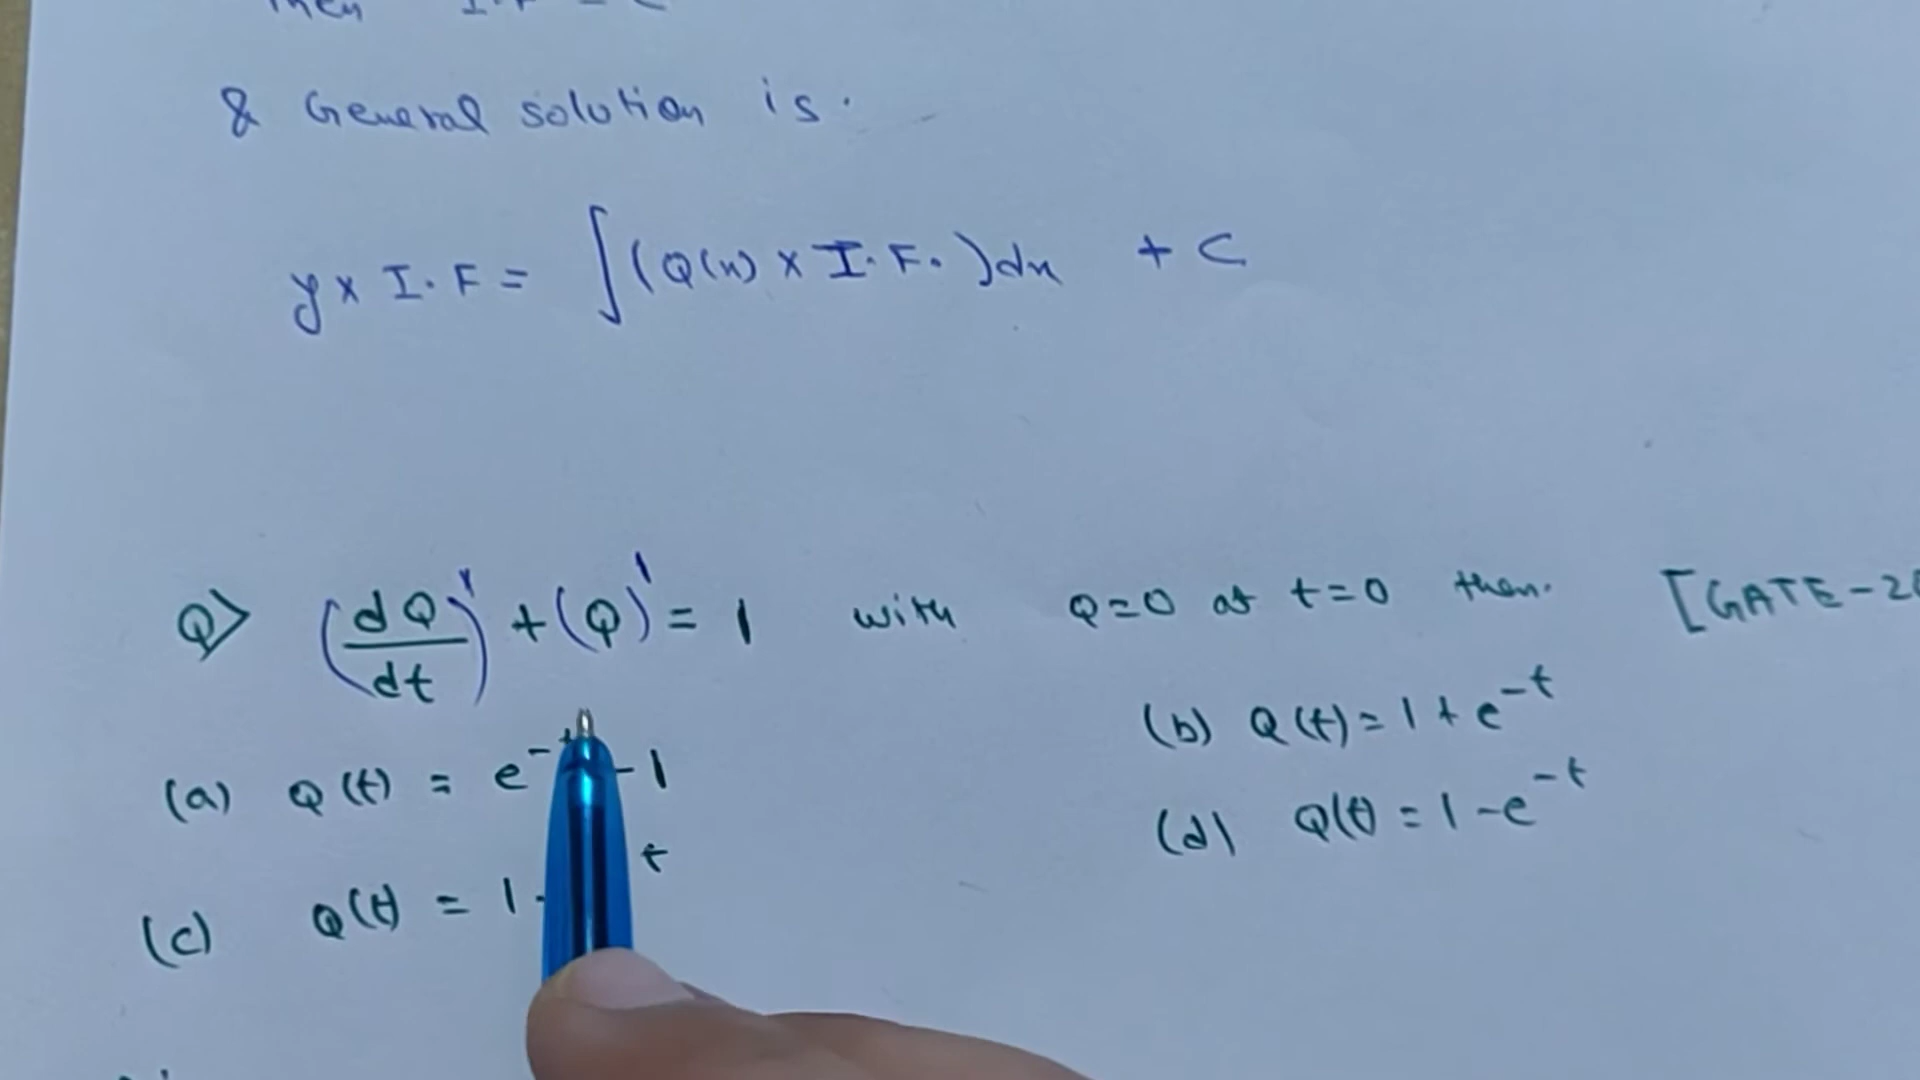 & General solution is.
y x I.F = ∫(Q(x) x I.F.)dx + C
Q> (dQ/dt)¹ + (Q)¹ = 1 with Q=0 at t=0 then. [GATE-20
(a) Q(t) = e^-t - 1
(b) Q(t) = 1 + e^-t
(c) Q(t) = 1
(d) Q(t) = 1 - e^-t